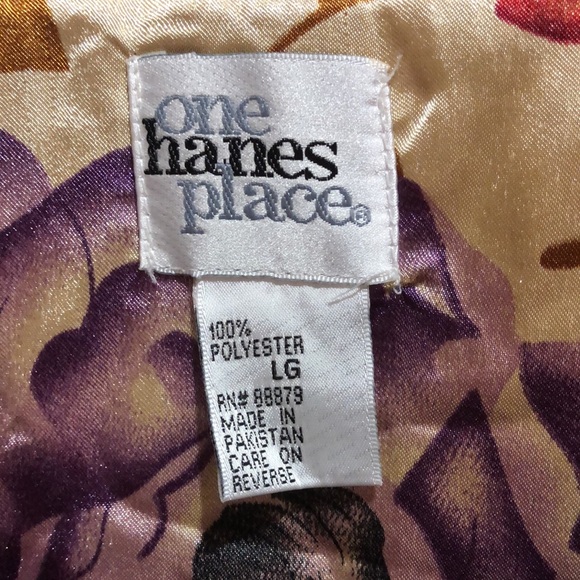 one
hanes
place®
100%
POLYESTER
LG
RN# 88879
MADE IN
PAKISTAN
CARE ON
REVERSE